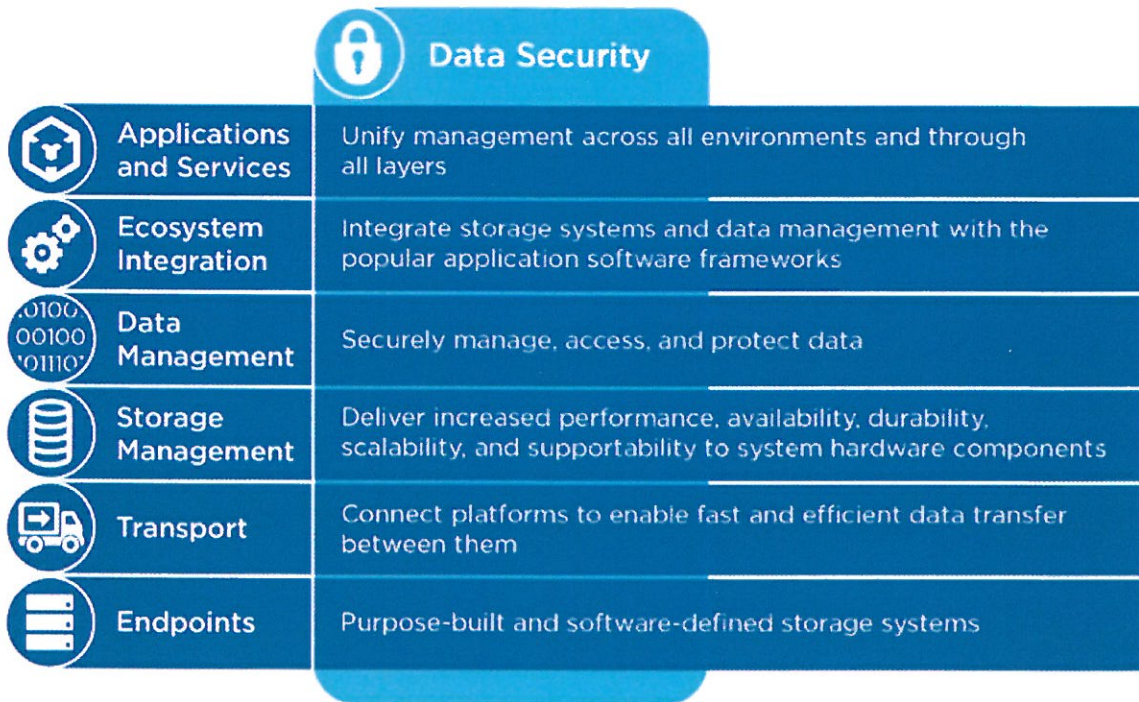 Data Security
Applications
and Services
Unify management across all environments and through
all layers
Ecosystem
Integration
Integrate storage systems and data management with the
popular application software frameworks
.0100.
00100
'01110'
Data
Management
Securely manage, access, and protect data
Storage
Management
Deliver increased performance, availability, durability,
scalability, and supportability to system hardware components
Transport
Connect platforms to enable fast and efficient data transfer
between them
Endpoints
Purpose-built and software-defined storage systems